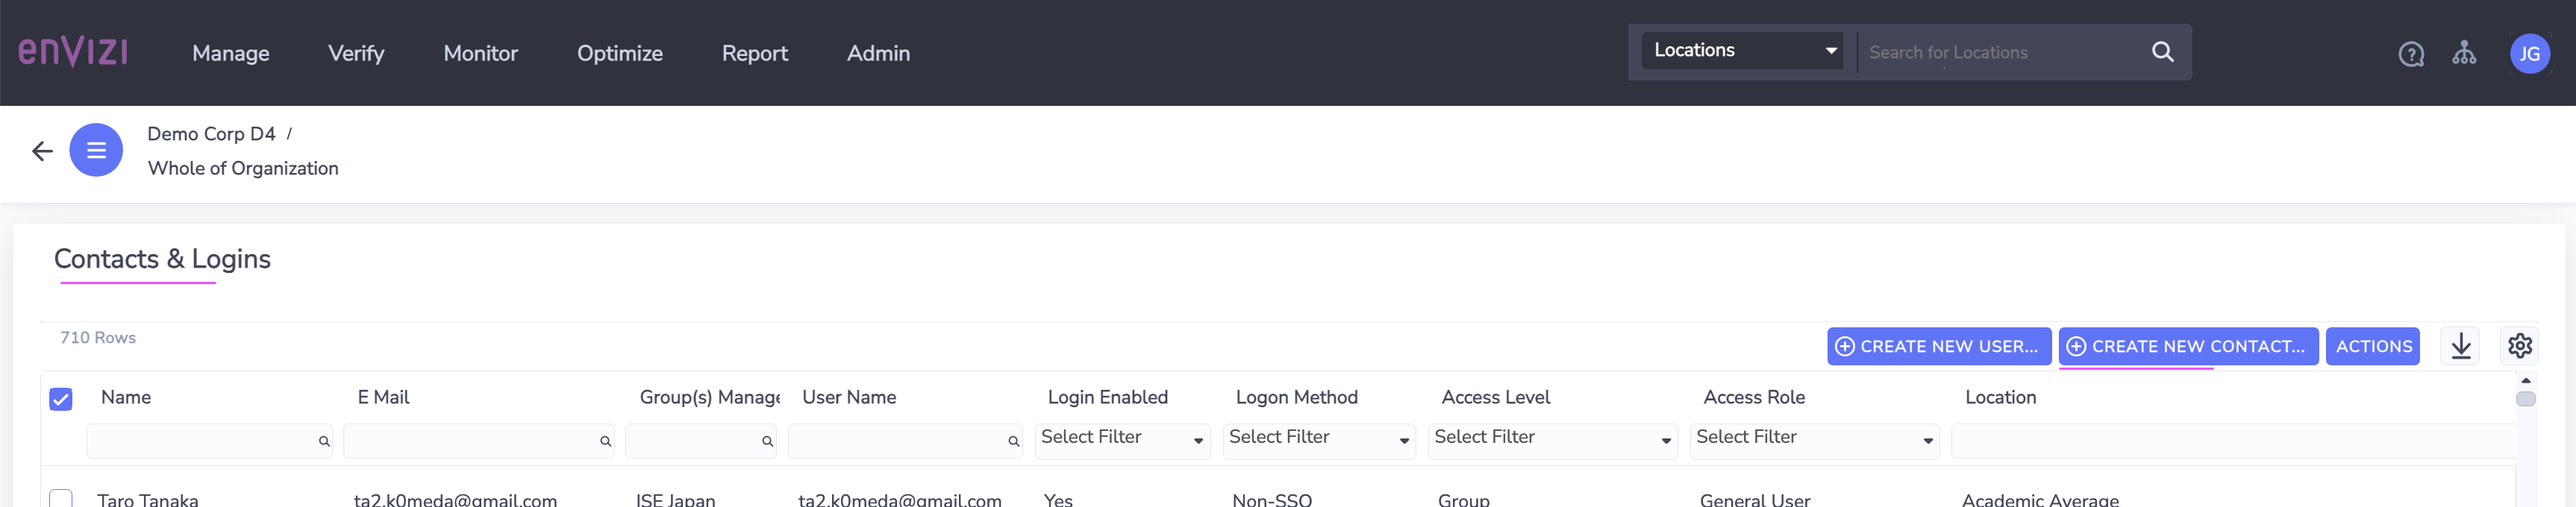 enVizi Manage Verify Monitor Optimize Report Admin Locations Search for Locations ? JG
Demo Corp D4 /
Whole of Organization
Contacts & Logins
710 Rows CREATE NEW USER... CREATE NEW CONTACT... ACTIONS
Name E Mail Group(s) Manage User Name Login Enabled Logon Method Access Level Access Role Location
Select Filter Select Filter Select Filter Select Filter
Taro Tanaka ta2.k0meda@gmail.com ISE Japan ta2.k0meda@gmail.com Yes Non-SSO Group General User Academic Average